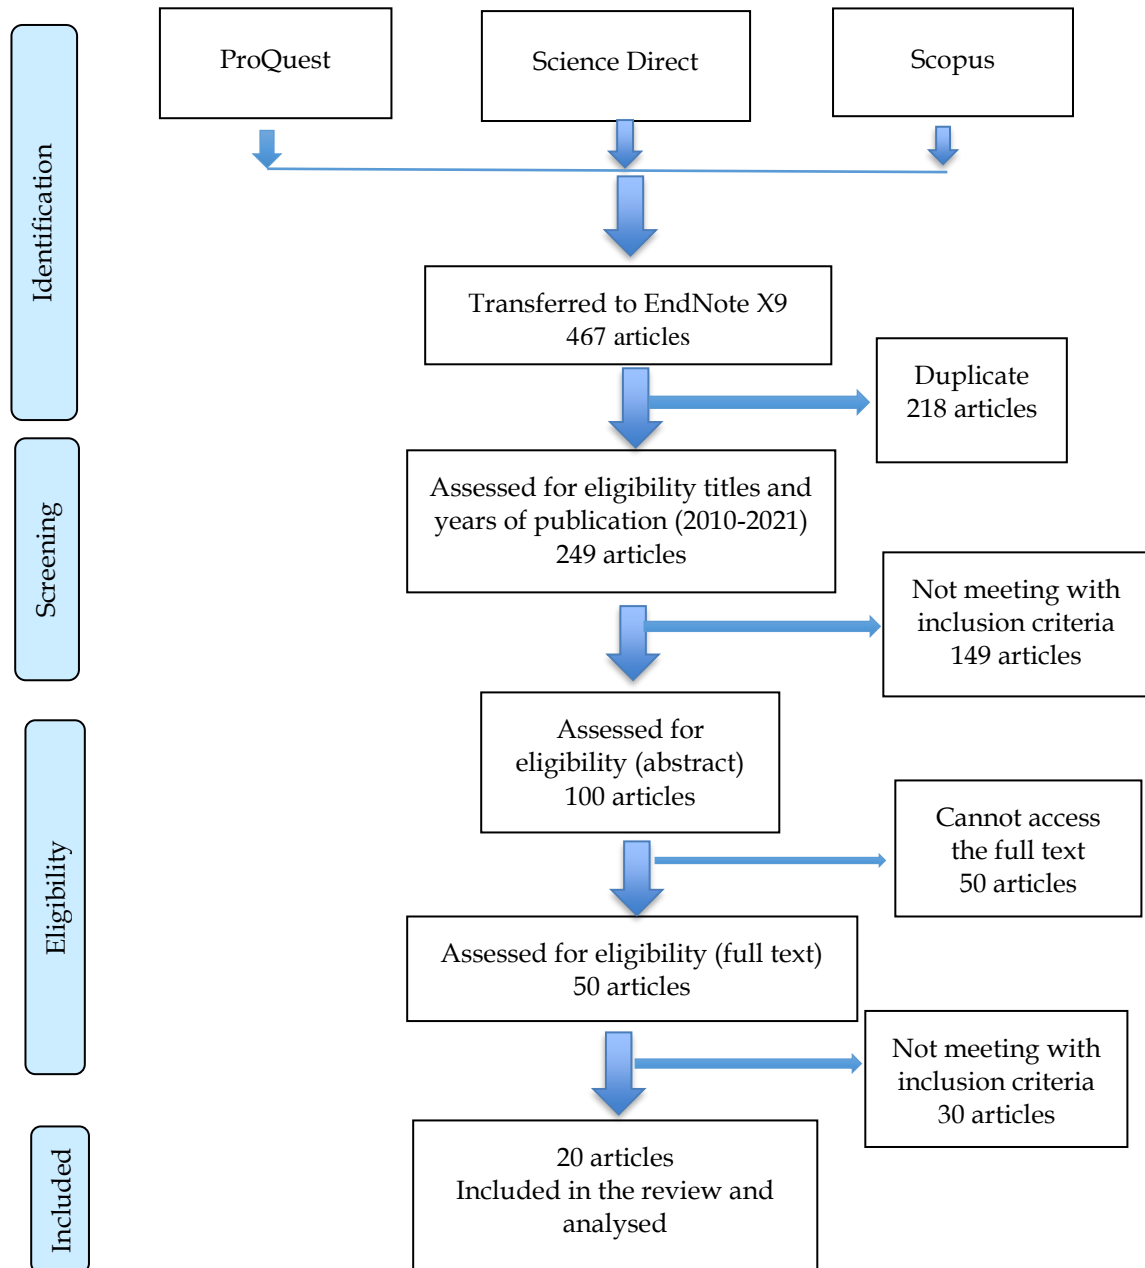 ProQuest
Science Direct
Scopus
Identification
Transferred to EndNote X9
467 articles
Duplicate
218 articles
Screening
Assessed for eligibility titles and
years of publication (2010-2021)
249 articles
Not meeting with
inclusion criteria
149 articles
Eligibility
Assessed for
eligibility (abstract)
100 articles
Cannot access
the full text
50 articles
Assessed for eligibility (full text)
50 articles
Not meeting with
inclusion criteria
30 articles
Included
20 articles
Included in the review and
analysed